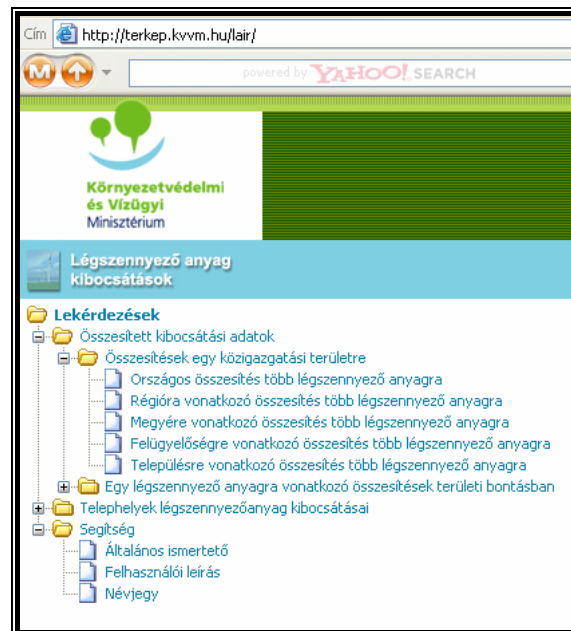 Cím http://terkep.kvvm.hu/lair/
M powered by YAHOO! SEARCH
Környezetvédelmi
és Vízügyi
Minisztérium
Légszennyező anyag
kibocsátások
Lekérdezések
Összesített kibocsátási adatok
Összesítések egy közigazgatási területre
Országos összesítés több légszennyező anyagra
Régióra vonatkozó összesítés több légszennyező anyagra
Megyére vonatkozó összesítés több légszennyező anyagra
Felügyelőségre vonatkozó összesítés több légszennyező anyagra
Településre vonatkozó összesítés több légszennyező anyagra
Egy légszennyező anyagra vonatkozó összesítések területi bontásban
Telephelyek légszennyezőanyag kibocsátásai
Segítség
Általános ismertető
Felhasználói leírás
Névjegy